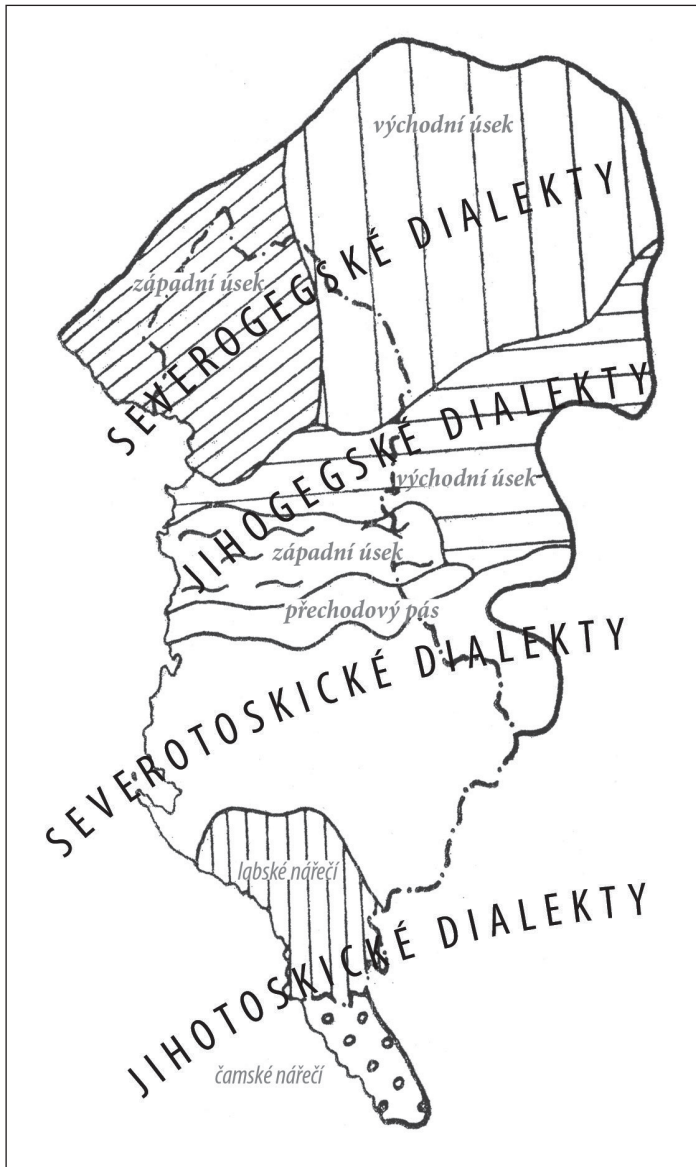 východní úsek
západní úsek
SEVEROGEGSKÉ DIALEKTY
JIHOGEGSKÉ DIALEKTY
východní úsek
západní úsek
přechodový pás
SEVEROTOSKICKÉ DIALEKTY
labské nářečí
JIHOTOSKICKÉ DIALEKTY
čamské nářečí